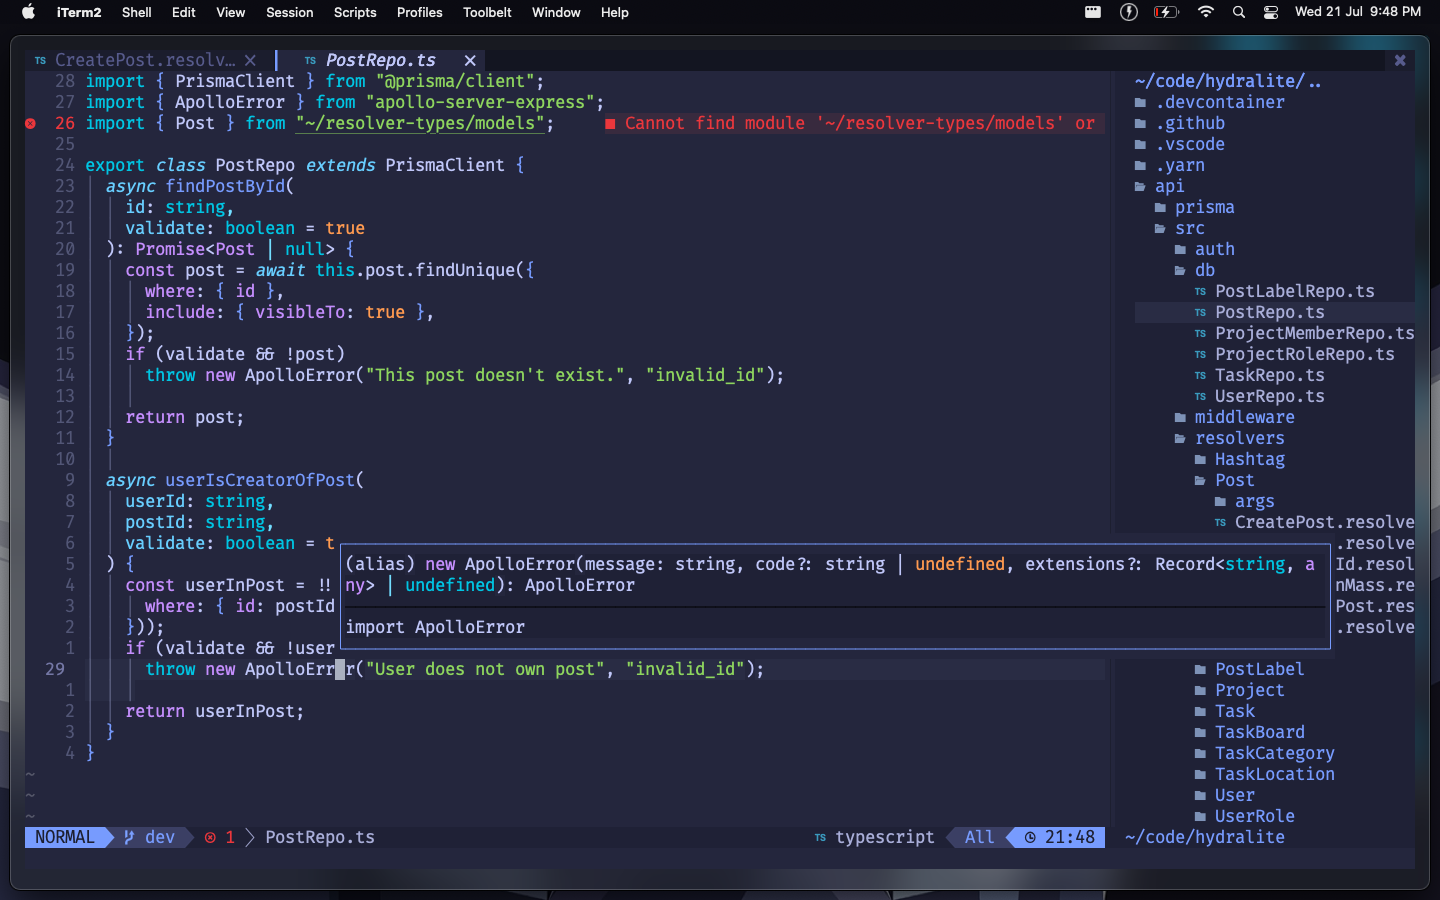 iTerm2 Shell Edit View Session Scripts Profiles Toolbelt Window Help Wed 21 Jul 9:48 PM
TS CreatePost.resolv… × TS PostRepo.ts ×
28 import { PrismaClient } from "@prisma/client";
27 import { ApolloError } from "apollo-server-express";
26 import { Post } from "~/resolver-types/models"; ■ Cannot find module '~/resolver-types/models' or
25
24 export class PostRepo extends PrismaClient {
23 async findPostById(
22 id: string,
21 validate: boolean = true
20 ): Promise<Post | null> {
19 const post = await this.post.findUnique({
18 where: { id },
17 include: { visibleTo: true },
16 });
15 if (validate && !post)
14 throw new ApolloError("This post doesn't exist.", "invalid_id");
13
12 return post;
11 }
10
9 async userIsCreatorOfPost(
8 userId: string,
7 postId: string,
6 validate: boolean = t
5 ) {
4 const userInPost = !!
3 where: { id: postId
2 }));
1 if (validate && !user
29 throw new ApolloError("User does not own post", "invalid_id");
1
2 return userInPost;
3 }
4 }
~
~
~
(alias) new ApolloError(message: string, code?: string | undefined, extensions?: Record<string, a
ny> | undefined): ApolloError
import ApolloError
~/code/hydralite/..
.devcontainer
.github
.vscode
.yarn
api
prisma
src
auth
db
TS PostLabelRepo.ts
TS PostRepo.ts
TS ProjectMemberRepo.ts
TS ProjectRoleRepo.ts
TS TaskRepo.ts
TS UserRepo.ts
middleware
resolvers
Hashtag
Post
args
TS CreatePost.resolve
.resolve
Id.resol
nMass.re
Post.res
.resolve
PostLabel
Project
Task
TaskBoard
TaskCategory
TaskLocation
User
UserRole
NORMAL dev 1 PostRepo.ts TS typescript All 21:48 ~/code/hydralite